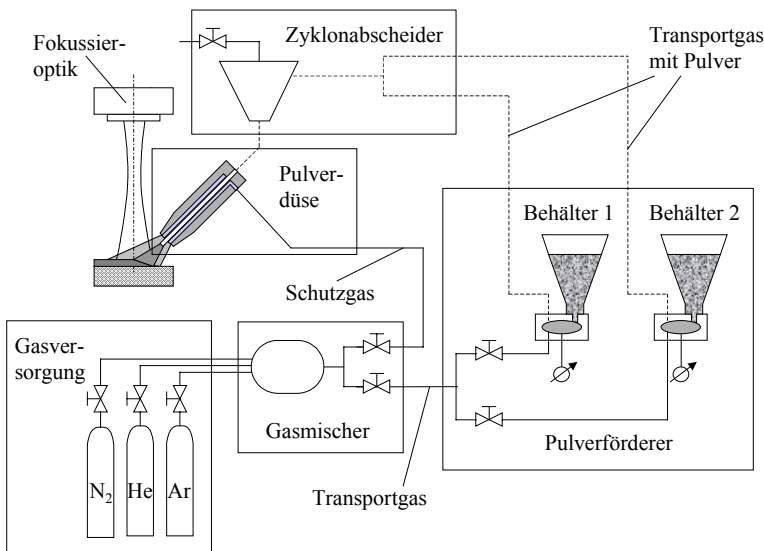 Fokussier-
optik
Zyklonabscheider
Transportgas
mit Pulver
Pulver-
düse
Behälter 1
Behälter 2
Schutzgas
Gasver-
sorgung
Gasmischer
Pulverförderer
Transportgas
N₂
He
Ar